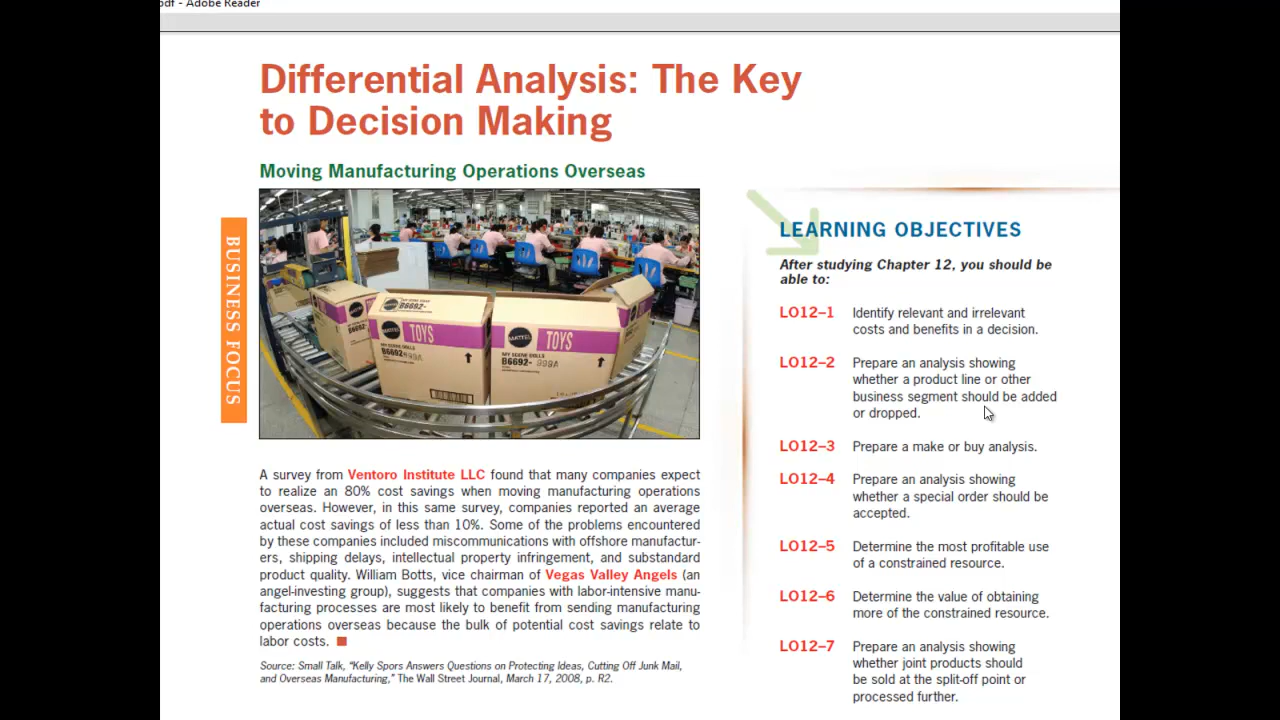 pdf - Adobe Reader
Differential Analysis: The Key
to Decision Making
Moving Manufacturing Operations Overseas
BUSINESS FOCUS
MATTEL
TOYS
MY SCENE DOLLS
B6692-
MATTEL
TOYS
MY SCENE DOLLS
B6692-
A survey from Ventoro Institute LLC found that many companies expect
to realize an 80% cost savings when moving manufacturing operations
overseas. However, in this same survey, companies reported an average
actual cost savings of less than 10%. Some of the problems encountered
by these companies included miscommunications with offshore manufactur-
ers, shipping delays, intellectual property infringement, and substandard
product quality. William Botts, vice chairman of Vegas Valley Angels (an
angel-investing group), suggests that companies with labor-intensive manu-
facturing processes are most likely to benefit from sending manufacturing
operations overseas because the bulk of potential cost savings relate to
labor costs.
Source: Small Talk, "Kelly Spors Answers Questions on Protecting Ideas, Cutting Off Junk Mail,
and Overseas Manufacturing," The Wall Street Journal, March 17, 2008, p. R2.
LEARNING OBJECTIVES
After studying Chapter 12, you should be
able to:
LO12–1 Identify relevant and irrelevant
costs and benefits in a decision.
LO12–2 Prepare an analysis showing
whether a product line or other
business segment should be added
or dropped.
LO12–3 Prepare a make or buy analysis.
LO12–4 Prepare an analysis showing
whether a special order should be
accepted.
LO12–5 Determine the most profitable use
of a constrained resource.
LO12–6 Determine the value of obtaining
more of the constrained resource.
LO12–7 Prepare an analysis showing
whether joint products should
be sold at the split-off point or
processed further.